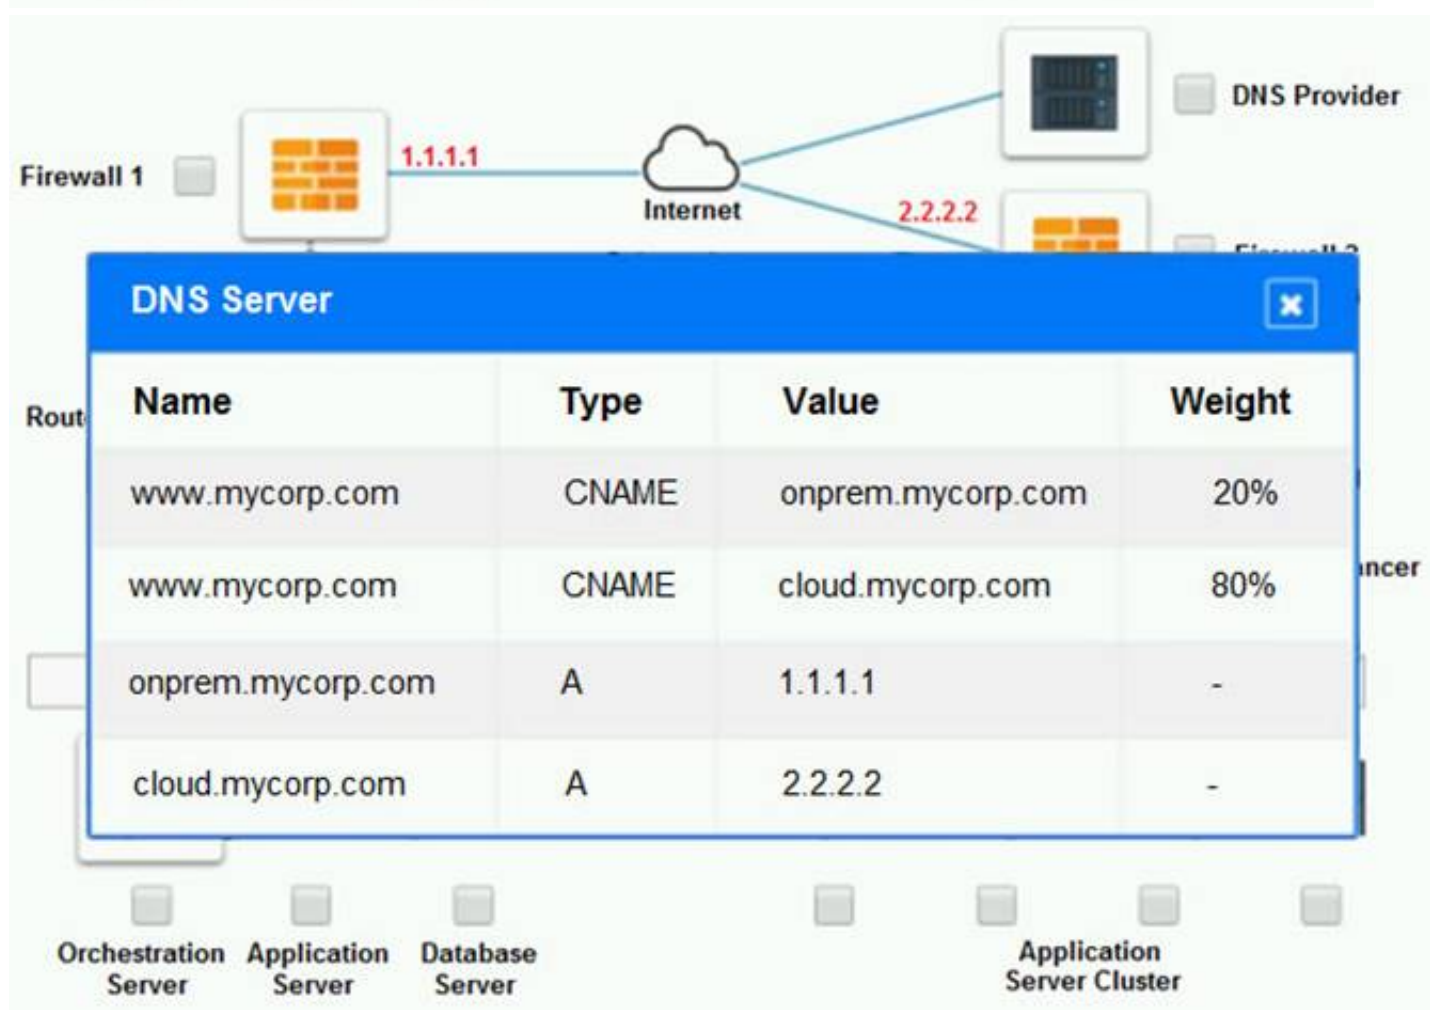 DNS Provider
Firewall 1
1.1.1.1
Internet
2.2.2.2
DNS Server
Name Type Value Weight
Rout
www.mycorp.com CNAME onprem.mycorp.com 20%
www.mycorp.com CNAME cloud.mycorp.com 80%
ancer
onprem.mycorp.com A 1.1.1.1 -
cloud.mycorp.com A 2.2.2.2 -
Orchestration Server
Application Server
Database Server
Application Server Cluster